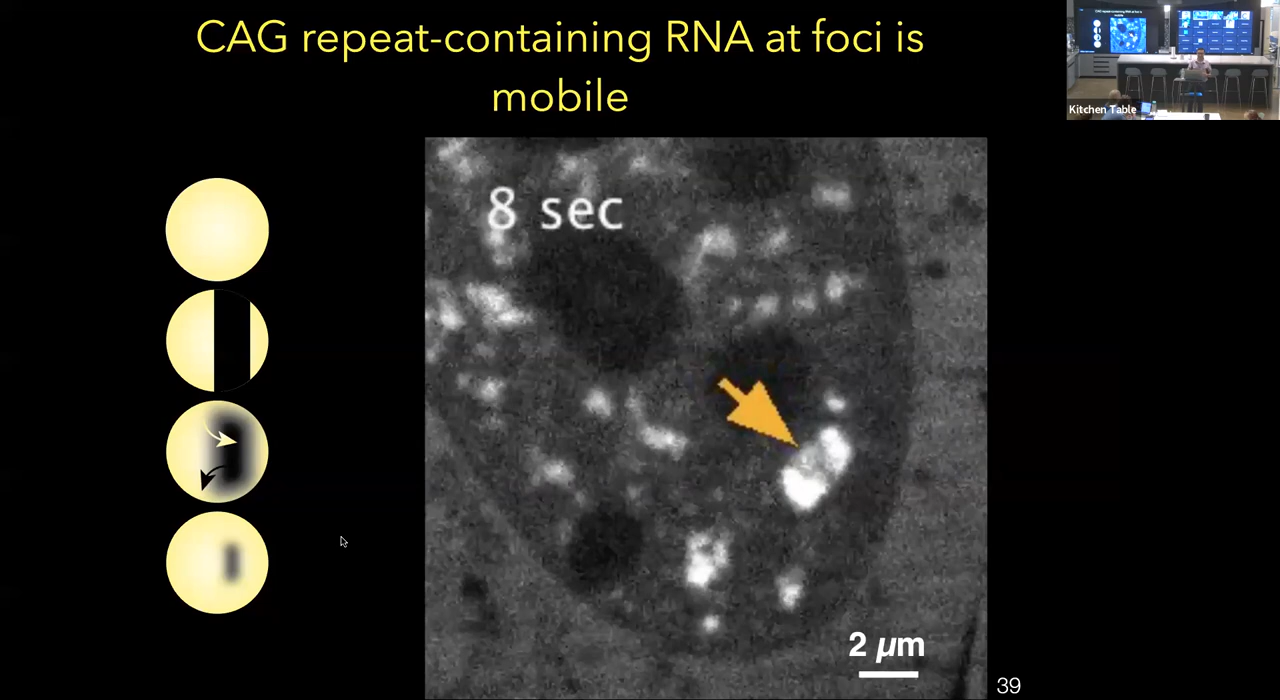 CAG repeat-containing RNA at foci is
mobile
8 sec
2 µm
39
Kitchen Table